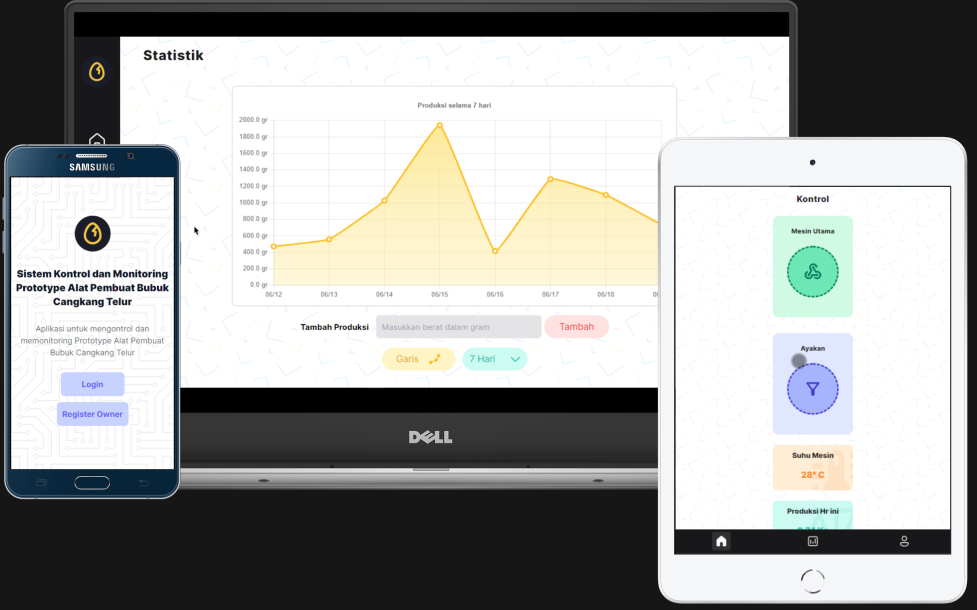 Statistik
Produksi selama 7 hari
2000.0 gr
1800.0 gr
1600.0 gr
1400.0 gr
1200.0 gr
1000.0 gr
800.0 gr
600.0 gr
400.0 gr
200.0 gr
0.0 gr
06/12 06/13 06/14 06/15 06/16 06/17 06/18
Tambah Produksi Masukkan berat dalam gram Tambah
Garis 7 Hari
DELL
SAMSUNG
Sistem Kontrol dan Monitoring
Prototype Alat Pembuat Bubuk
Cangkang Telur
Aplikasi untuk mengontrol dan
memonitoring Prototype Alat Pembuat
Bubuk Cangkang Telur
Login
Register Owner
Kontrol
Mesin Utama
Ayakan
Suhu Mesin
28° C
Produksi Hr ini